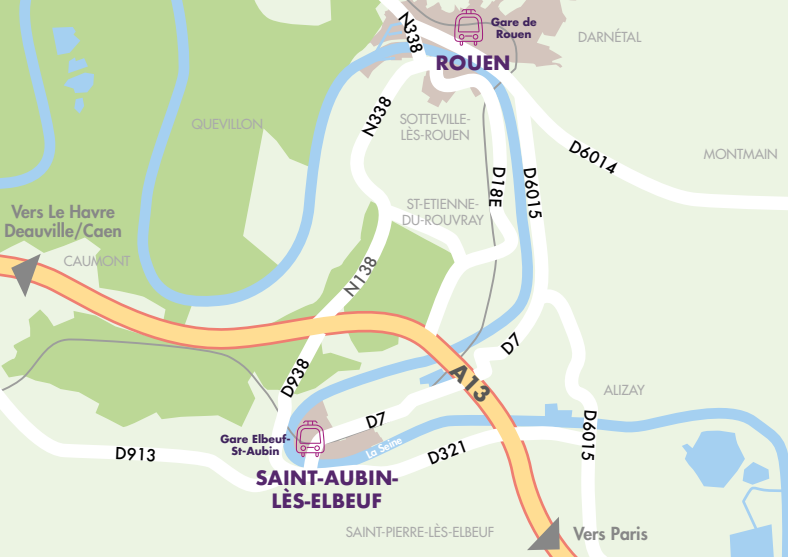 N338
Gare de
Rouen
DARNÉTAL
ROUEN
N338
QUEVILLON
SOTTEVILLE-
LÈS-ROUEN
D6014
MONTMAIN
D18E
D6015
Vers Le Havre
Deauville/Caen
ST-ETIENNE-
DU-ROUVRAY
CAUMONT
N138
D7
D938
A13
ALIZAY
D7
D6015
Gare Elbeuf-
St-Aubin
La Seine
D913
D321
SAINT-AUBIN-
LÈS-ELBEUF
SAINT-PIERRE-LÈS-ELBEUF
Vers Paris